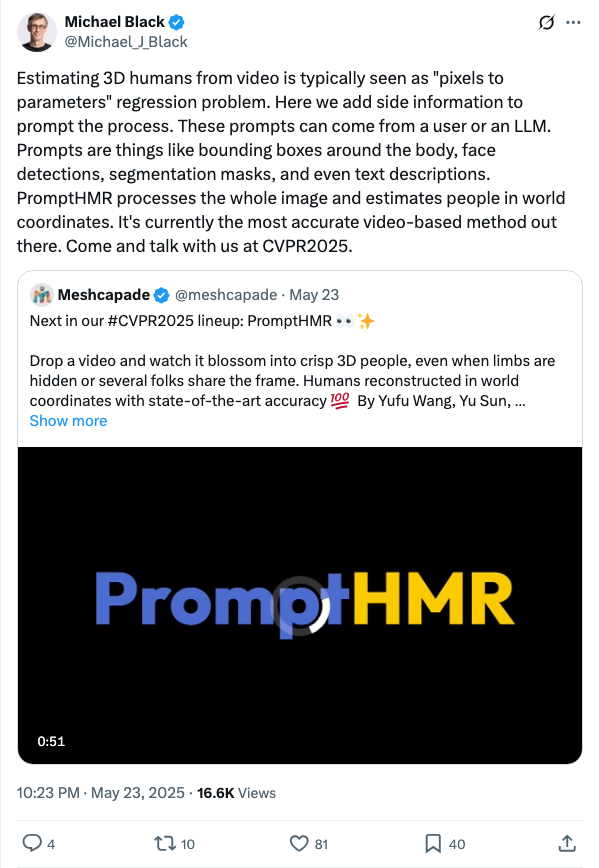 Michael Black
@Michael_J_Black
Estimating 3D humans from video is typically seen as "pixels to
parameters" regression problem. Here we add side information to
prompt the process. These prompts can come from a user or an LLM.
Prompts are things like bounding boxes around the body, face
detections, segmentation masks, and even text descriptions.
PromptHMR processes the whole image and estimates people in world
coordinates. It's currently the most accurate video-based method out
there. Come and talk with us at CVPR2025.
Meshcapade @meshcapade · May 23
Next in our #CVPR2025 lineup: PromptHMR 👀✨
Drop a video and watch it blossom into crisp 3D people, even when limbs are
hidden or several folks share the frame. Humans reconstructed in world
coordinates with state-of-the-art accuracy 💯 By Yufu Wang, Yu Sun, ...
Show more
PromptHMR
0:51
10:23 PM · May 23, 2025 · 16.6K Views
4 10 81 40